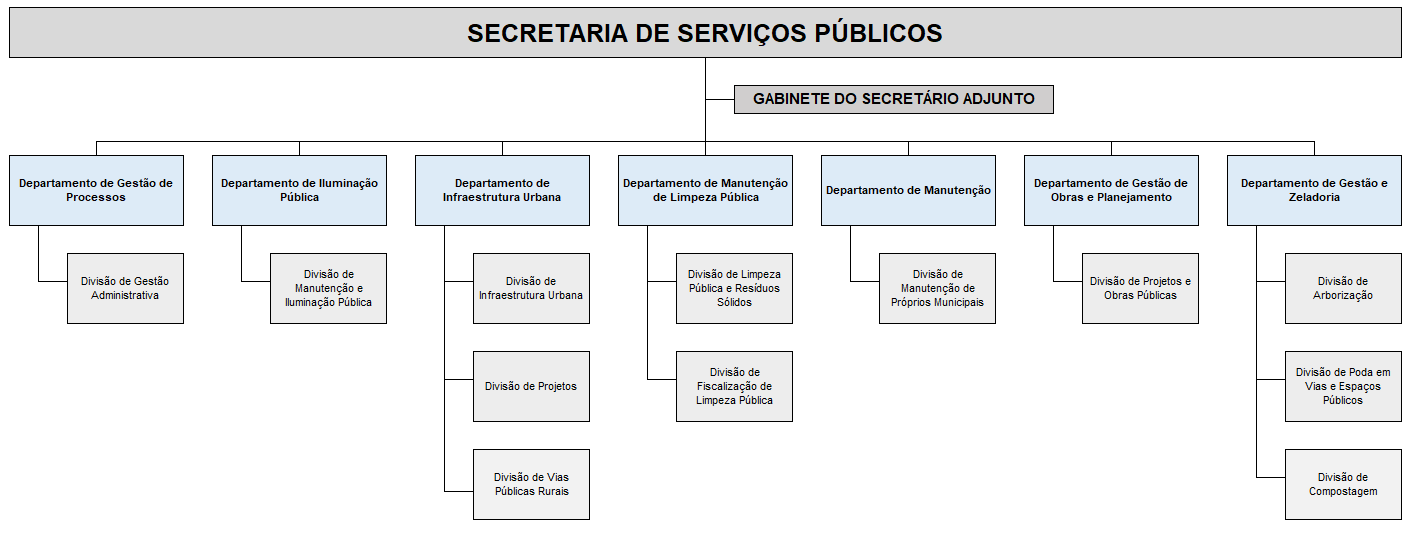 SECRETARIA DE SERVIÇOS PÚBLICOS
GABINETE DO SECRETÁRIO ADJUNTO
Departamento de Gestão de
Processos
Departamento de Iluminação
Pública
Departamento de
Infraestrutura Urbana
Departamento de Manutenção
de Limpeza Pública
Departamento de Manutenção
Departamento de Gestão de
Obras e Planejamento
Departamento de Gestão e
Zeladoria
Divisão de Gestão
Administrativa
Divisão de
Manutenção e
Iluminação Pública
Divisão de
Infraestrutura Urbana
Divisão de Limpeza
Pública e Resíduos
Sólidos
Divisão de
Manutenção de
Próprios Municipais
Divisão de Projetos e
Obras Públicas
Divisão de
Arborização
Divisão de Projetos
Divisão de
Fiscalização de
Limpeza Pública
Divisão de Poda em
Vias e Espaços
Públicos
Divisão de Vias
Públicas Rurais
Divisão de
Compostagem